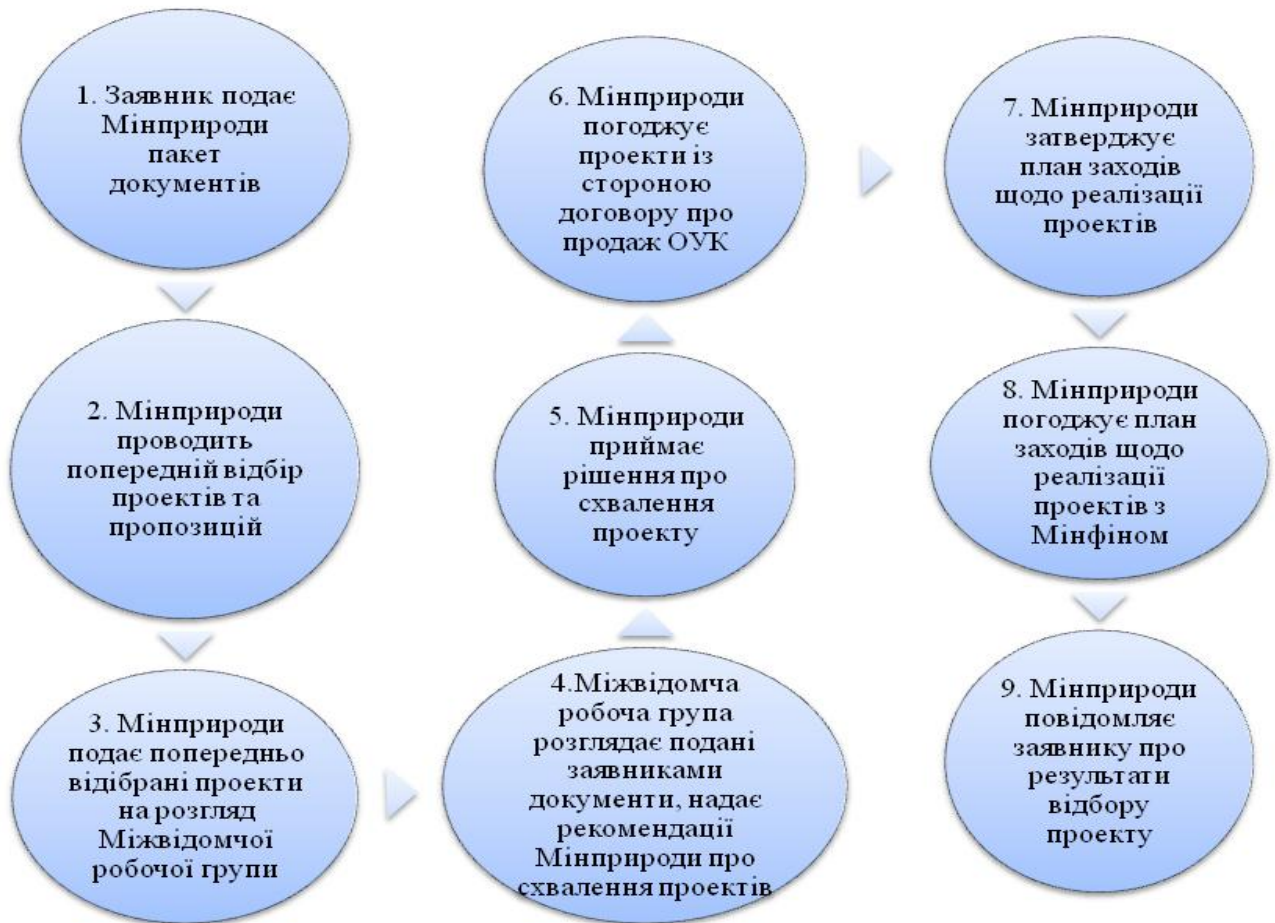 1. Заявник подає
Мінприроди
пакет
документів
2. Мінприроди
проводить
попередній відбір
проектів та
пропозицій
3. Мінприроди
подає попередньо
відібрані проекти
на розгляд
Міжвідомчої
робочої групи
4.Міжвідомча
робоча група
розглядає подані
заявниками
документи, надає
рекомендації
Мінприроди про
схвалення проектів
5. Мінприроди
приймає
рішення про
схвалення
проекту
6. Мінприроди
погоджує
проекти із
стороною
договору про
продаж ОУК
7. Мінприроди
затверджує
план заходів
щодо реалізації
проектів
8. Мінприроди
погоджує план
заходів щодо
реалізації
проектів з
Мінфіном
9. Мінприроди
повідомляє
заявнику про
результати
відбору
проекту